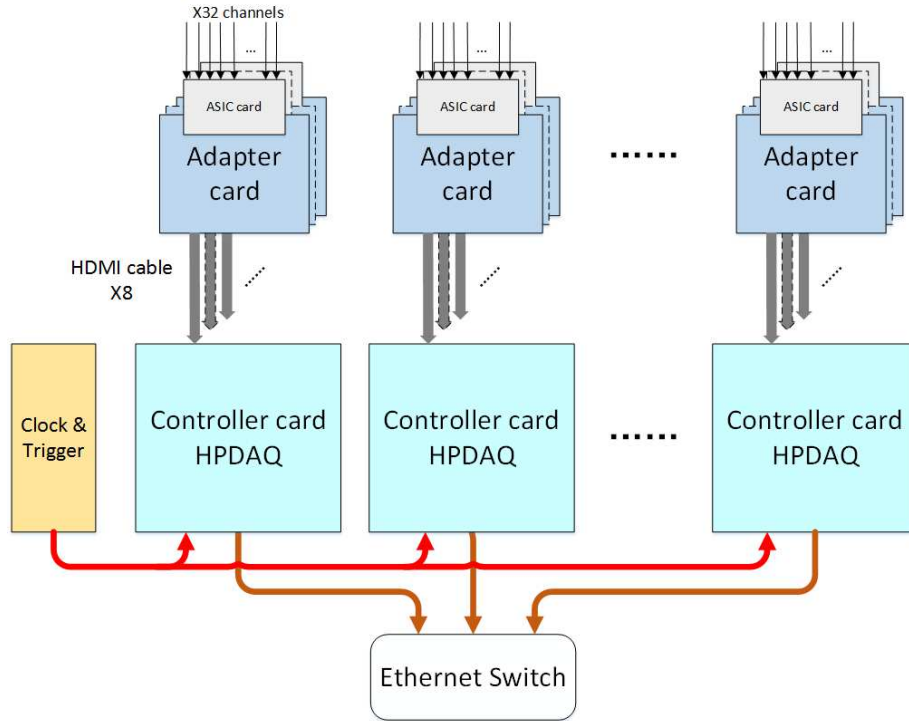 X32 channels
...
...
...
ASIC card
ASIC card
ASIC card
Adapter
card
Adapter
card
......
Adapter
card
HDMI cable
X8
Clock &
Trigger
Controller card
HPDAQ
Controller card
HPDAQ
......
Controller card
HPDAQ
Ethernet Switch